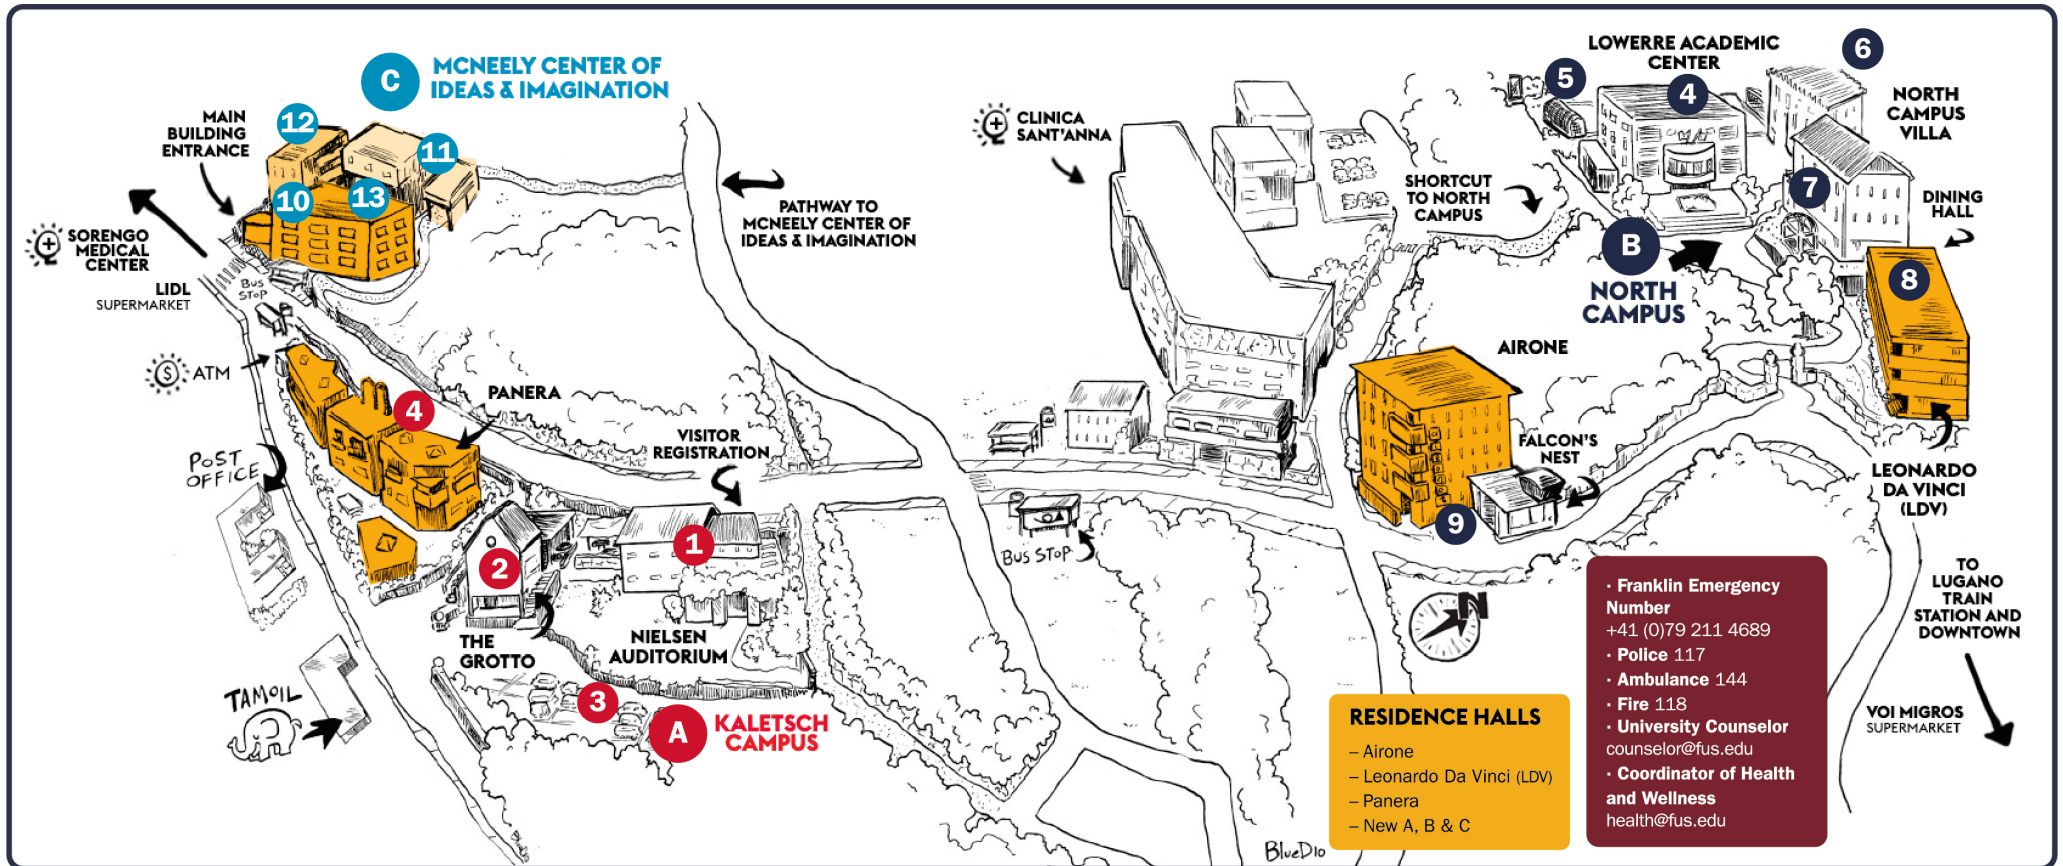 C
MCNEELY CENTER OF
IDEAS & IMAGINATION
MAIN
BUILDING
ENTRANCE
12
11
10
13
SORENGO
MEDICAL
CENTER
LIDL
SUPERMARKET
BUS
STOP
PATHWAY TO
MCNEELY CENTER OF
IDEAS & IMAGINATION
$
ATM
4
PANERA
VISITOR
REGISTRATION
POST
OFFICE
1
2
THE
GROTTO
NIELSEN
AUDITORIUM
3
A
KALETSCH
CAMPUS
TAMOIL
CLINICA
SANT'ANNA
LOWERRE ACADEMIC
CENTER
5
4
6
NORTH
CAMPUS
VILLA
SHORTCUT
TO NORTH
CAMPUS
7
DINING
HALL
B
NORTH
CAMPUS
8
AIRONE
FALCON'S
NEST
9
LEONARDO
DA VINCI
(LDV)
BUS STOP
N
TO
LUGANO
TRAIN
STATION AND
DOWNTOWN
VOI MIGROS
SUPERMARKET
RESIDENCE HALLS
– Airone
– Leonardo Da Vinci (LDV)
– Panera
– New A, B & C
· Franklin Emergency
Number
+41 (0)79 211 4689
· Police 117
· Ambulance 144
· Fire 118
· University Counselor
counselor@fus.edu
· Coordinator of Health
and Wellness
health@fus.edu
BlueD10